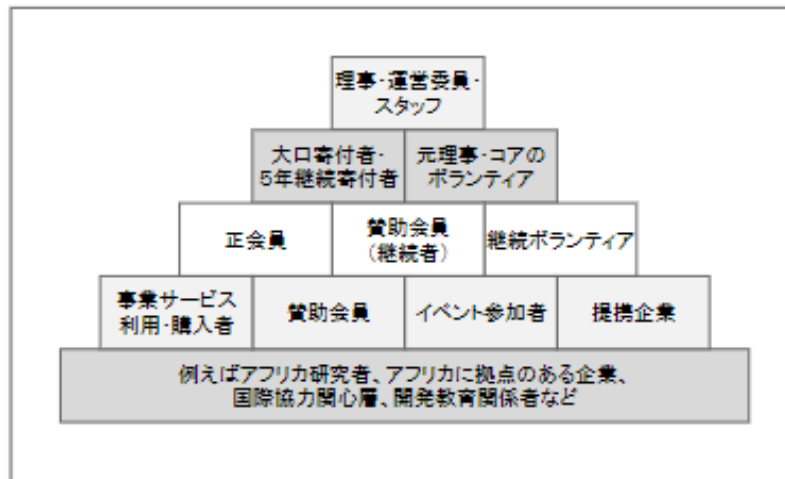 理事・運営委員・
スタッフ
大口寄付者・
5年継続寄付者
元理事・コアの
ボランティア
正会員
賛助会員
（継続者）
継続ボランティア
事業サービス
利用・購入者
賛助会員
イベント参加者
提携企業
例えばアフリカ研究者、アフリカに拠点のある企業、
国際協力関心層、開発教育関係者など